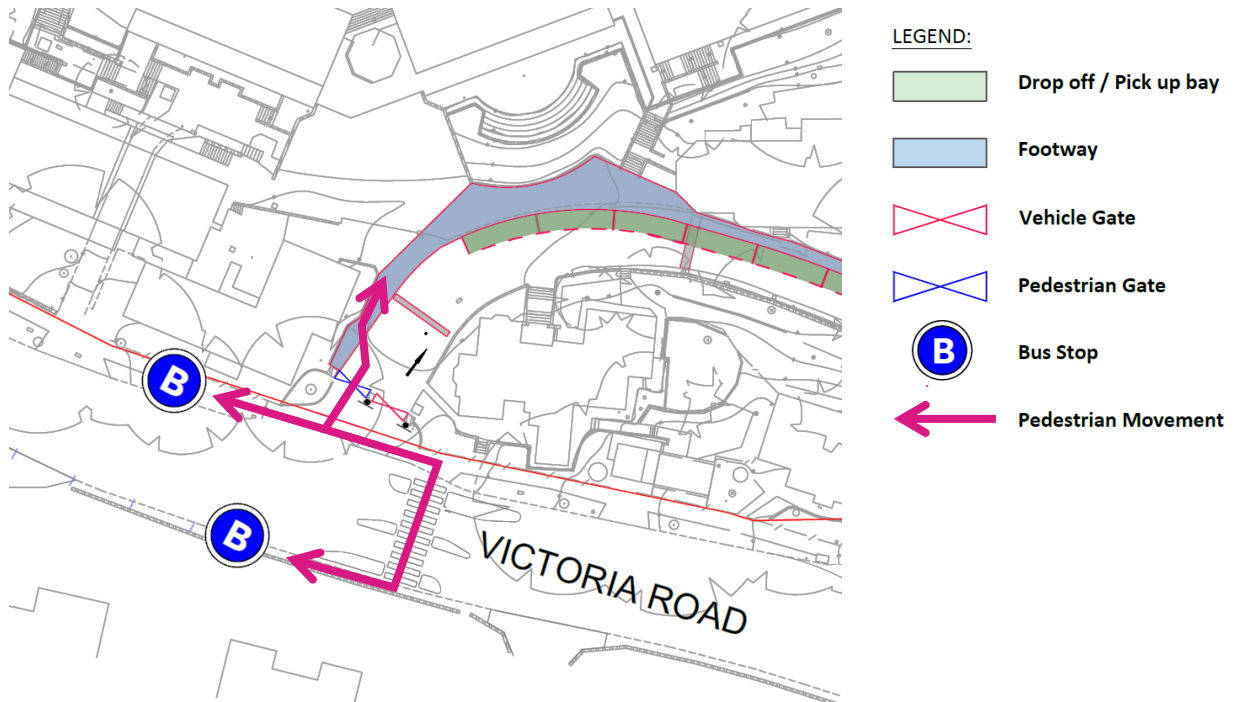 B
B
VICTORIA ROAD
LEGEND:
Drop off / Pick up bay
Footway
Vehicle Gate
Pedestrian Gate
B
Bus Stop
Pedestrian Movement